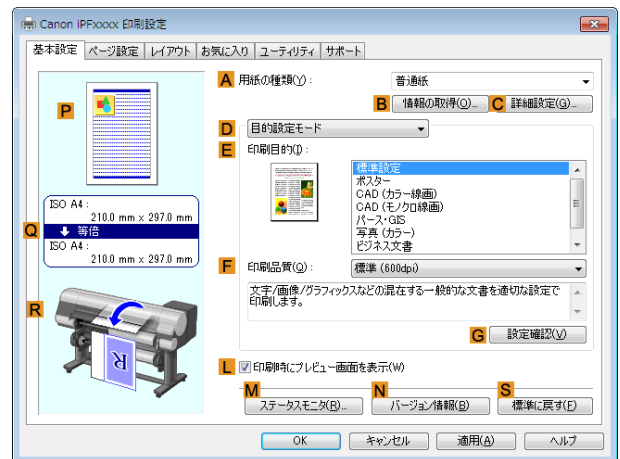 Canon iPFxxxx 印刷設定
基本設定 ページ設定 レイアウト お気に入り ユーティリティ サポート
A 用紙の種類(Y) : 普通紙
B 情報の取得(O)... C 詳細設定(G)...
P
D 目的設定モード
E 印刷目的(I) :
標準設定
ポスター
CAD (カラー線画)
CAD (モノクロ線画)
パース・GIS
写真 (カラー)
ビジネス文書
ISO A4 :
210.0 mm x 297.0 mm
Q 等倍
ISO A4 :
210.0 mm x 297.0 mm
F 印刷品質(Q) : 標準 (600dpi)
文字/画像/グラフィックスなどの混在する一般的な文書を適切な設定で
印刷します。
R
G 設定確認(V)
R
L 印刷時にプレビュー画面を表示(W)
M ステータスモニタ(R)... N バージョン情報(B) S 標準に戻す(F)
OK キャンセル 適用(A) ヘルプ